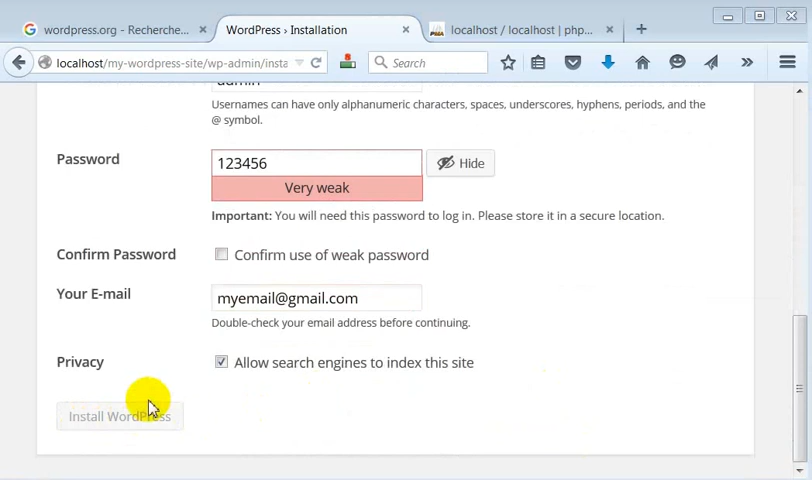 wordpress.org - Recherche...
WordPress › Installation
localhost / localhost | php...
localhost/my-wordpress-site/wp-admin/insta
Search
admin
Usernames can have only alphanumeric characters, spaces, underscores, hyphens, periods, and the
@ symbol.
Password
123456
Hide
Very weak
Important: You will need this password to log in. Please store it in a secure location.
Confirm Password
Confirm use of weak password
Your E-mail
myemail@gmail.com
Double-check your email address before continuing.
Privacy
Allow search engines to index this site
Install WordPress